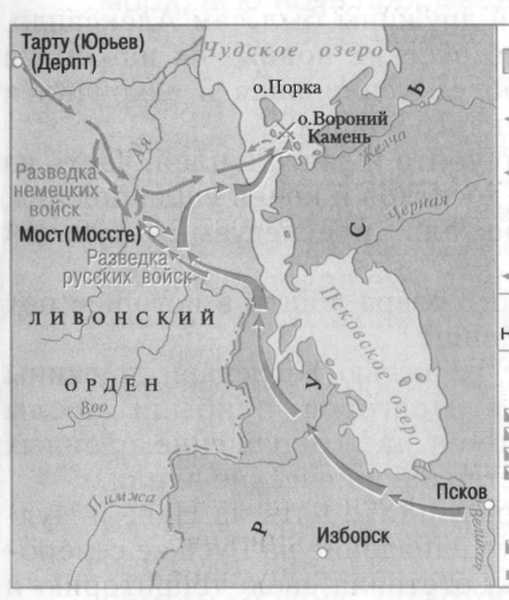 Тарту (Юрьев)
(Дерпт)
Чудское озеро
о.Порка
о.Вороний
Камень
Ь
Желча
Ая
Разведка
немецких
войск
Черная
С
Мост(Моссте)
Разведка
русских войск
ЛИВОНСКИЙ
Псковское озеро
У
ОРДЕН
Воо
Пимжа
Псков
Р
Изборск
Великая